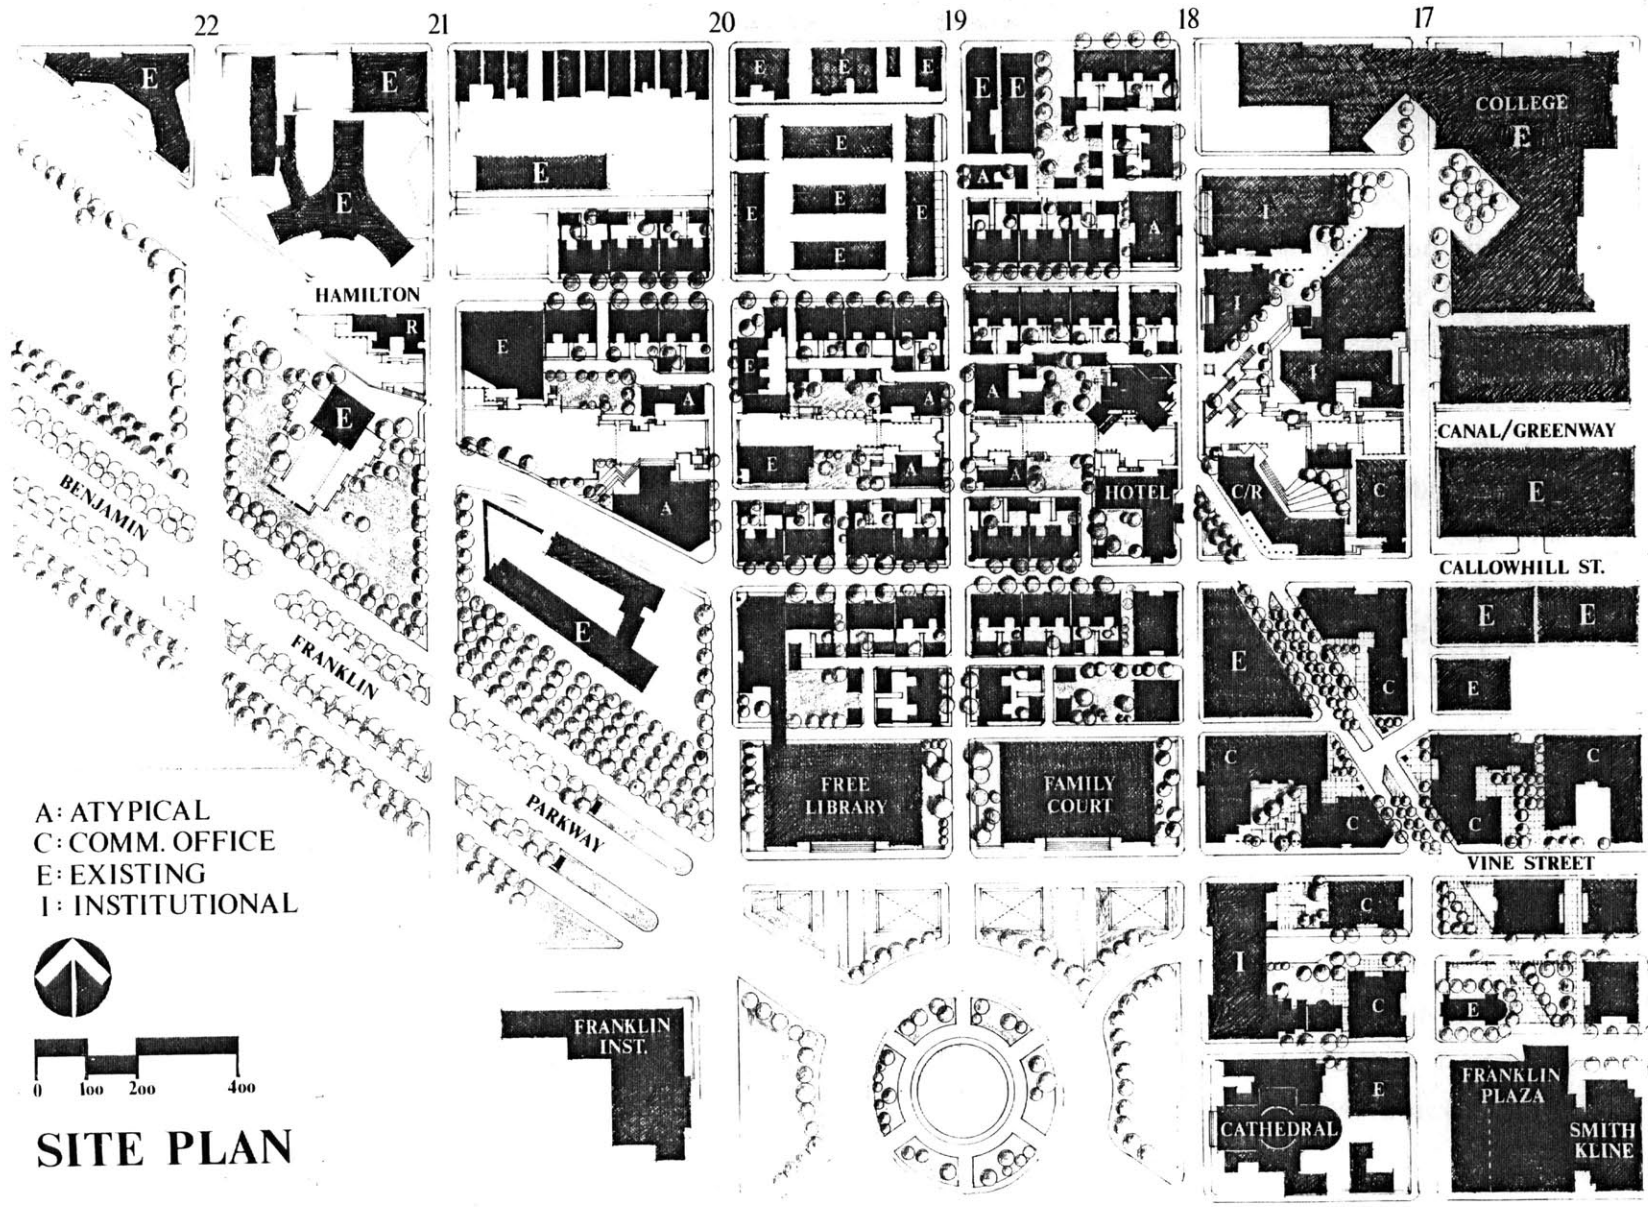 22 21 20 19 18 17
E E E E E E E COLLEGE
E
E E E
A
E I
E E E E A
E
HAMILTON
R I
E E A A A I
E
CANAL/GREENWAY
BENJAMIN
E A A HOTEL C/R C E
A
CALLOWHILL ST.
FRANKLIN
E E E E
C E
PARKWAY
FREE
LIBRARY
FAMILY
COURT
C C
C C
VINE STREET
A: ATYPICAL
C: COMM. OFFICE
E: EXISTING
I: INSTITUTIONAL
C
I
C E
FRANKLIN
INST.
0 100 200 400
E
CATHEDRAL
FRANKLIN
PLAZA
SMITH
KLINE
SITE PLAN